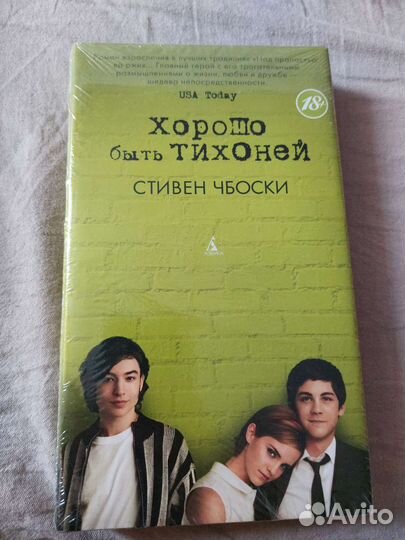 Роман взросления в лучших традициях «Над пропастью
во ржи»... Главный герой с его трогательными
размышлениями о жизни, любви и дружбе —
шедевр непосредственности.
USA Today
18+
хорошо
быть тихоней
СТИВЕН ЧБОСКИ
АЗБУКА
Avito